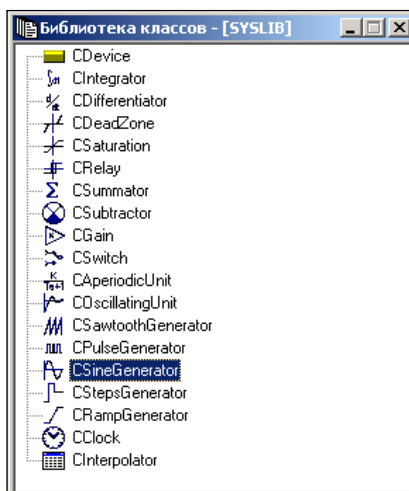 Библиотека классов - [SYSLIB]
CDevice
CIntegrator
CDifferentiator
CDeadZone
CSaturation
CRelay
CSummator
CSubtractor
CGain
CSwitch
CAperiodicUnit
COscillatingUnit
CSawtoothGenerator
CPulseGenerator
CSineGenerator
CStepsGenerator
CRampGenerator
CClock
CInterpolator